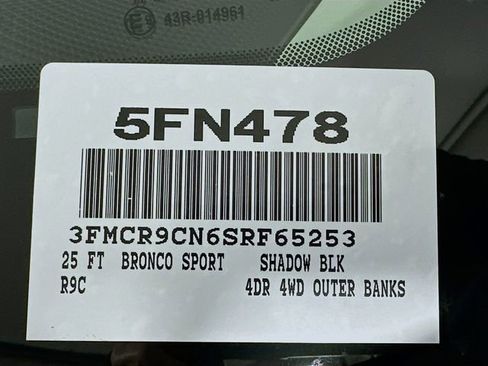 43R-014961
5FN478
3FMCR9CN6SRF65253
25 FT BRONCO SPORT SHADOW BLK
R9C 4DR 4WD OUTER BANKS